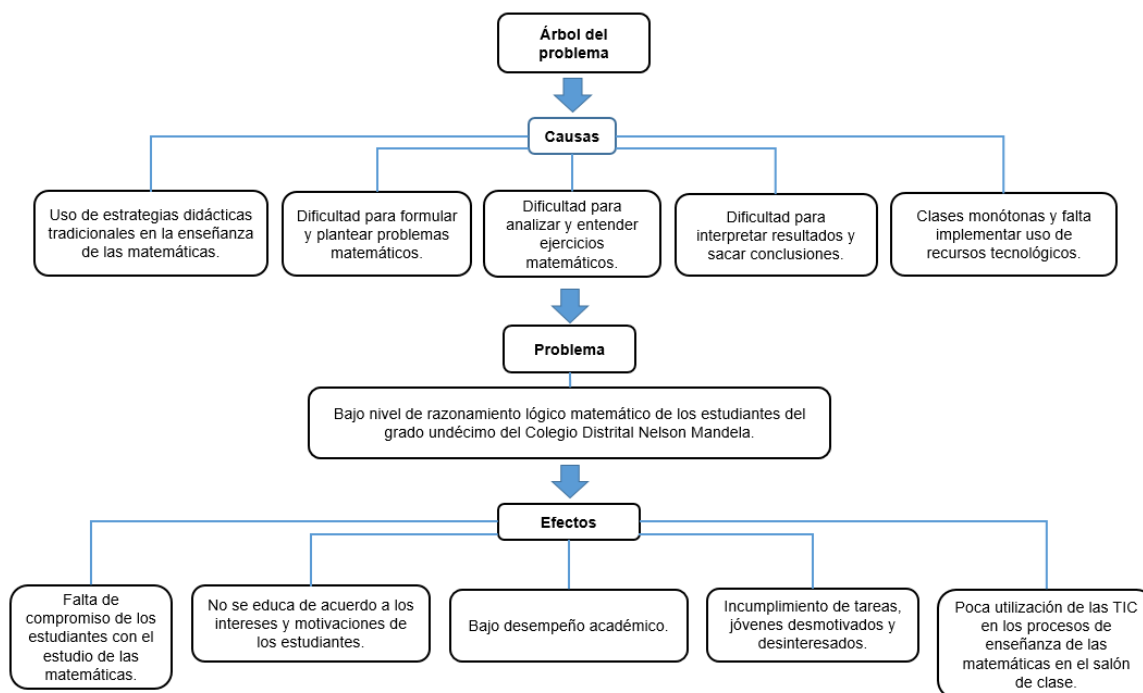 Árbol del
problema
Causas
Uso de estrategias didácticas
tradicionales en la enseñanza
de las matemáticas.
Dificultad para formular
y plantear problemas
matemáticos.
Dificultad para
analizar y entender
ejercicios
matemáticos.
Dificultad para
interpretar resultados y
sacar conclusiones.
Clases monótonas y falta
implementar uso de
recursos tecnológicos.
Problema
Bajo nivel de razonamiento lógico matemático de los estudiantes del
grado undécimo del Colegio Distrital Nelson Mandela.
Efectos
Falta de
compromiso de los
estudiantes con el
estudio de las
matemáticas.
No se educa de acuerdo a los
intereses y motivaciones de
los estudiantes.
Bajo desempeño académico.
Incumplimiento de tareas,
jóvenes desmotivados y
desinteresados.
Poca utilización de las TIC
en los procesos de
enseñanza de las
matemáticas en el salón
de clase.